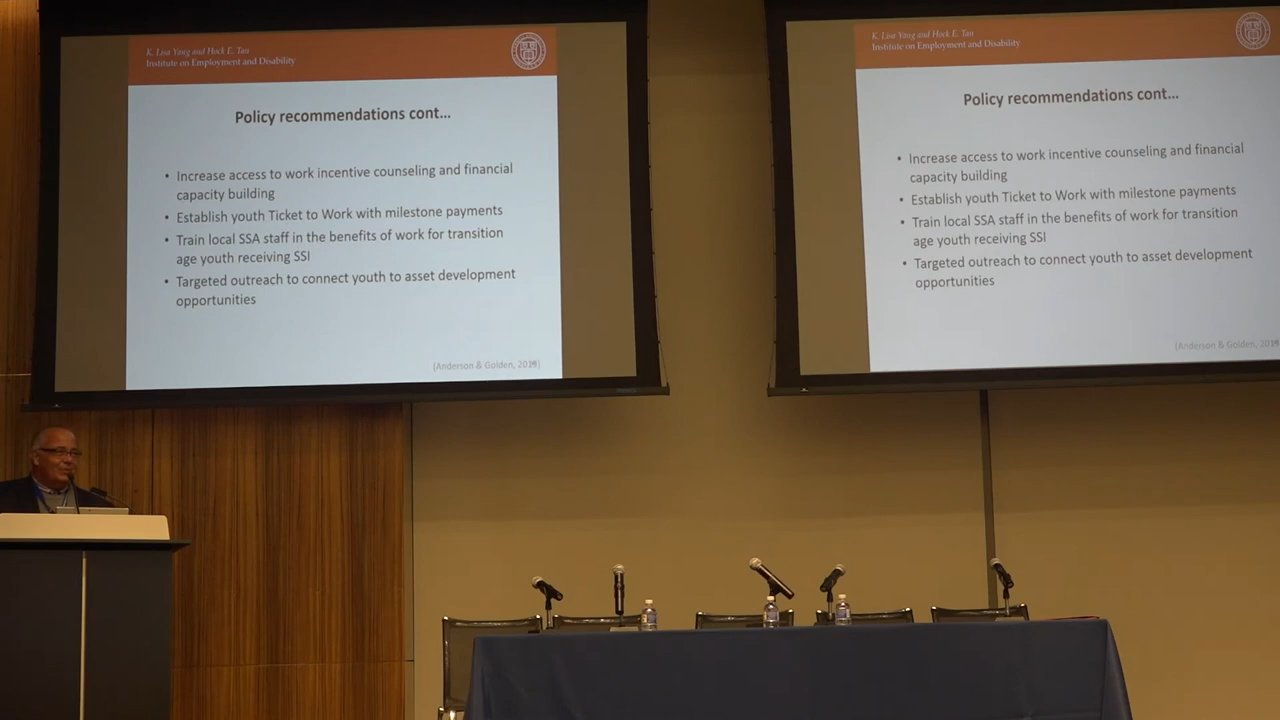 K. Lisa Yang and Hock E. Tan
Institute on Employment and Disability
Policy recommendations cont...
• Increase access to work incentive counseling and financial
capacity building
• Establish youth Ticket to Work with milestone payments
• Train local SSA staff in the benefits of work for transition
age youth receiving SSI
• Targeted outreach to connect youth to asset development
opportunities
(Anderson & Golden, 2019)
K. Lisa Yang and Hock E. Tan
Institute on Employment and Disability
Policy recommendations cont...
• Increase access to work incentive counseling and financial
capacity building
• Establish youth Ticket to Work with milestone payments
• Train local SSA staff in the benefits of work for transition
age youth receiving SSI
• Targeted outreach to connect youth to asset development
opportunities
(Anderson & Golden, 2019